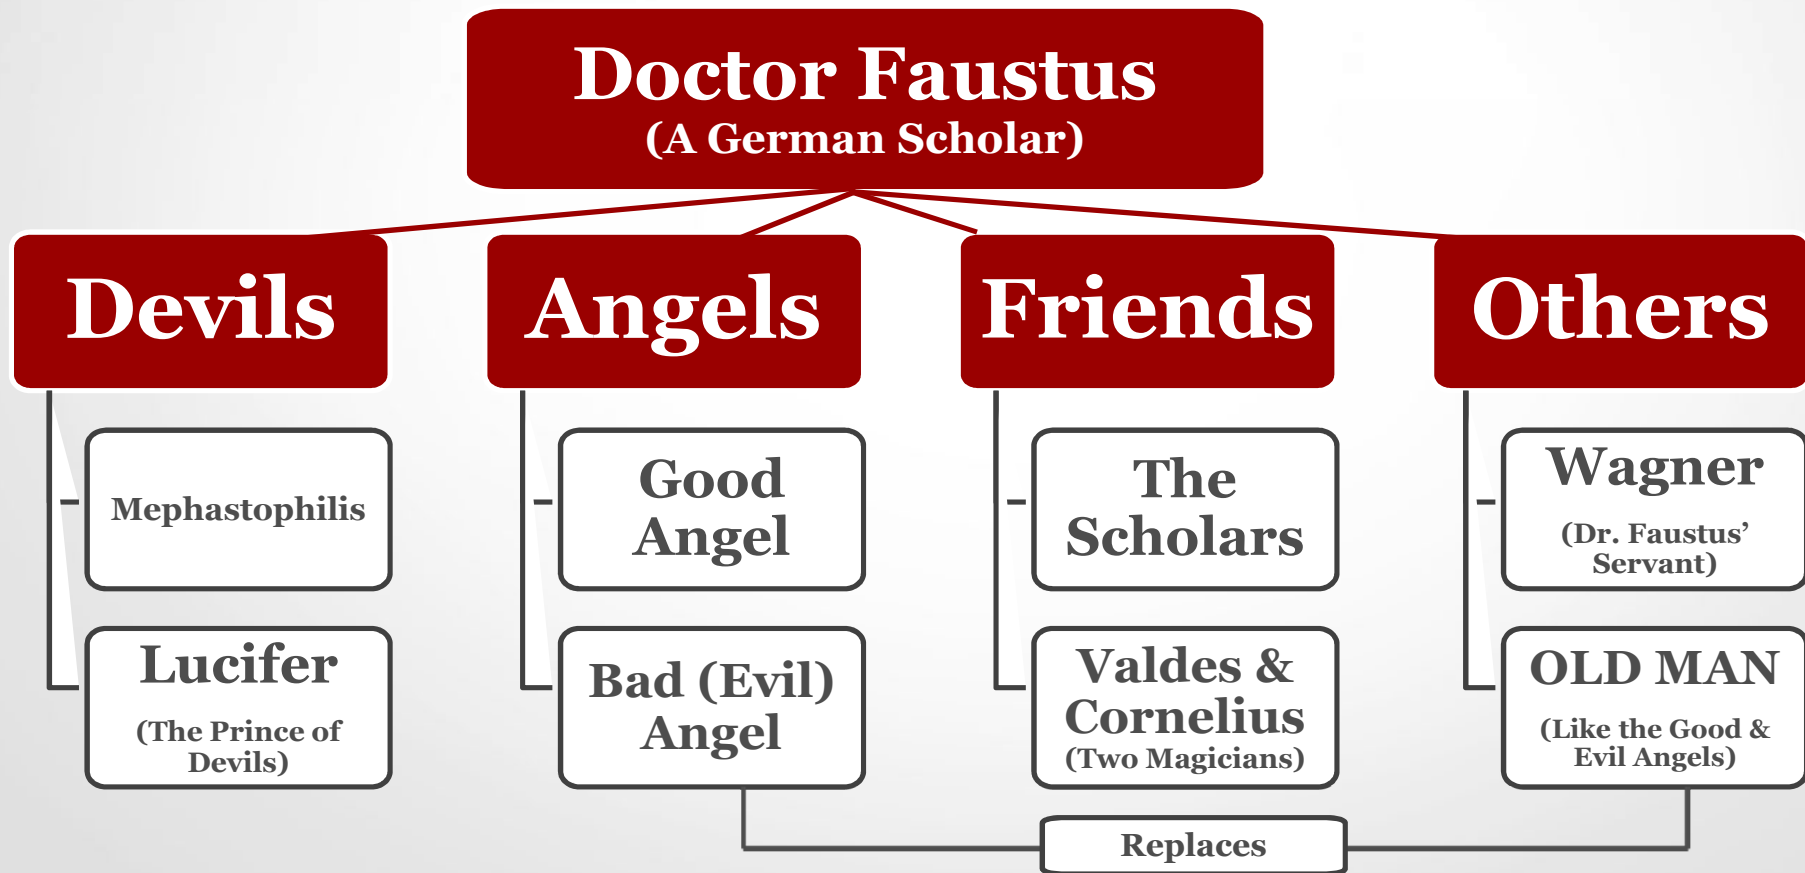 Doctor Faustus
(A German Scholar)
Devils
Angels
Friends
Others
Mephastophilis
Good
Angel
The
Scholars
Wagner
(Dr. Faustus’
Servant)
Lucifer
(The Prince of
Devils)
Bad (Evil)
Angel
Valdes &
Cornelius
(Two Magicians)
OLD MAN
(Like the Good &
Evil Angels)
Replaces